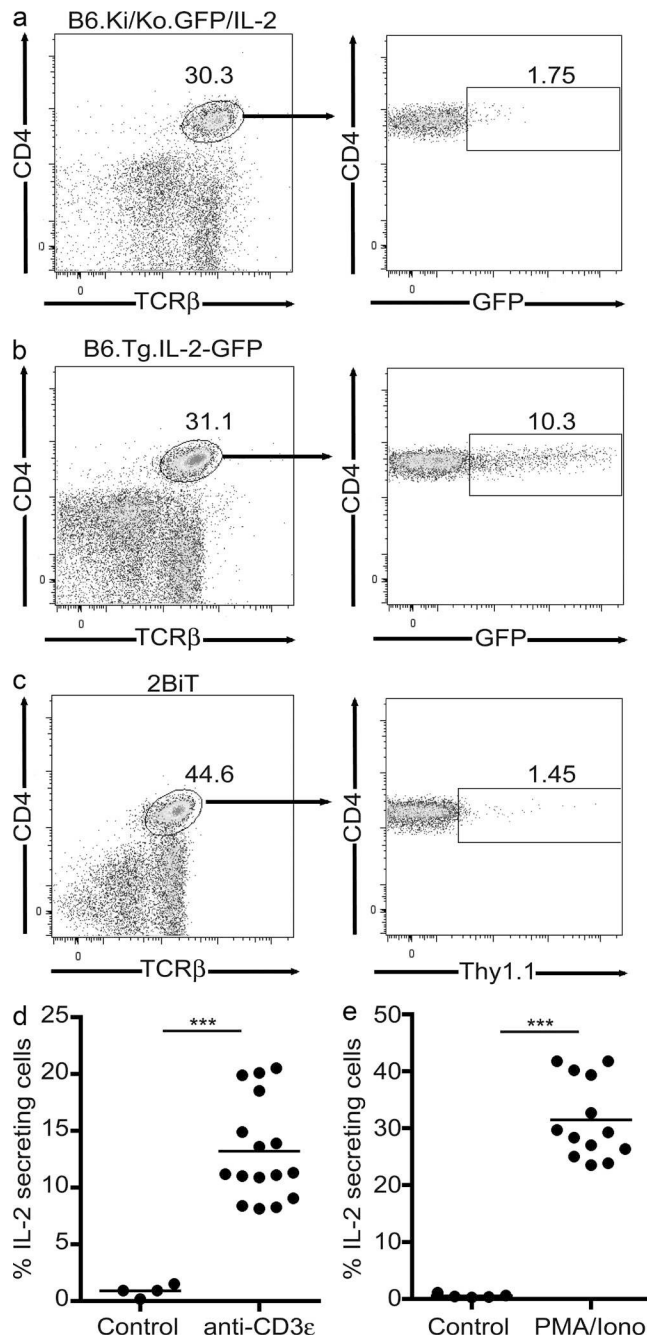 a
B6.Ki/Ko.GFP/IL-2
30.3
1.75
CD4
CD4
0
0
0
0
TCRβ
GFP
b
B6.Tg.IL-2-GFP
31.1
10.3
CD4
CD4
0
0
0
0
TCRβ
GFP
c
2BiT
44.6
1.45
CD4
CD4
0
0
0
0
TCRβ
Thy1.1
d
% IL-2 secreting cells
25
20
15
10
5
0
***
Control
anti-CD3ε
e
% IL-2 secreting cells
50
40
30
20
10
0
***
Control
PMA/Iono